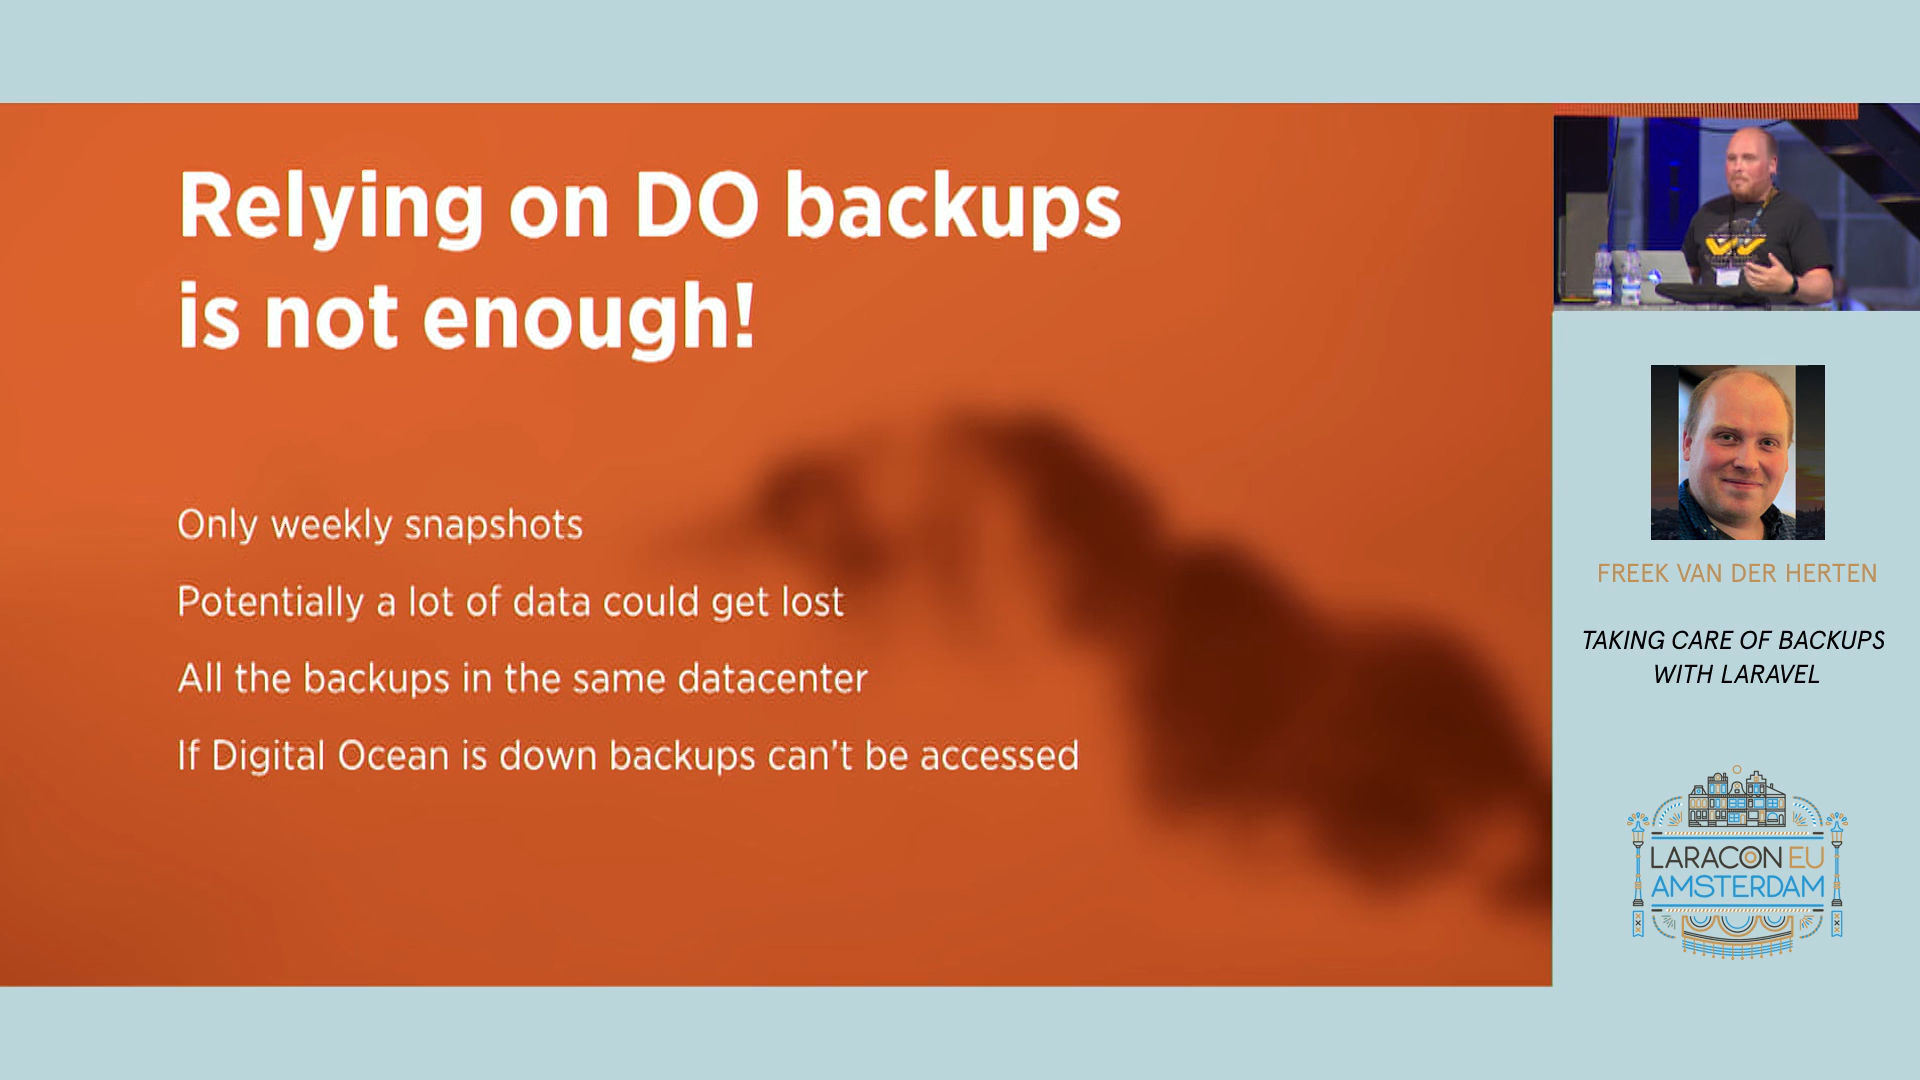 Relying on DO backups
is not enough!
Only weekly snapshots
Potentially a lot of data could get lost
All the backups in the same datacenter
If Digital Ocean is down backups can't be accessed
FREEK VAN DER HERTEN
TAKING CARE OF BACKUPS
WITH LARAVEL
LARACON EU
AMSTERDAM